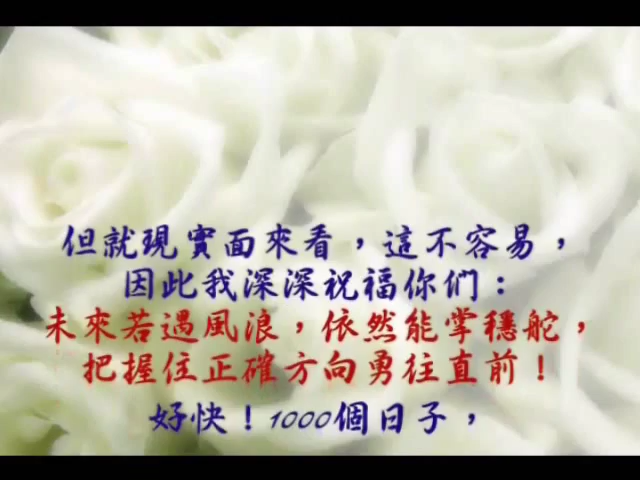 但就現實面來看，這不容易，
因此我深深祝福你們：
未來若遇風浪，依然能掌穩舵，
把握住正確方向勇往直前！
好快！1000個日子，